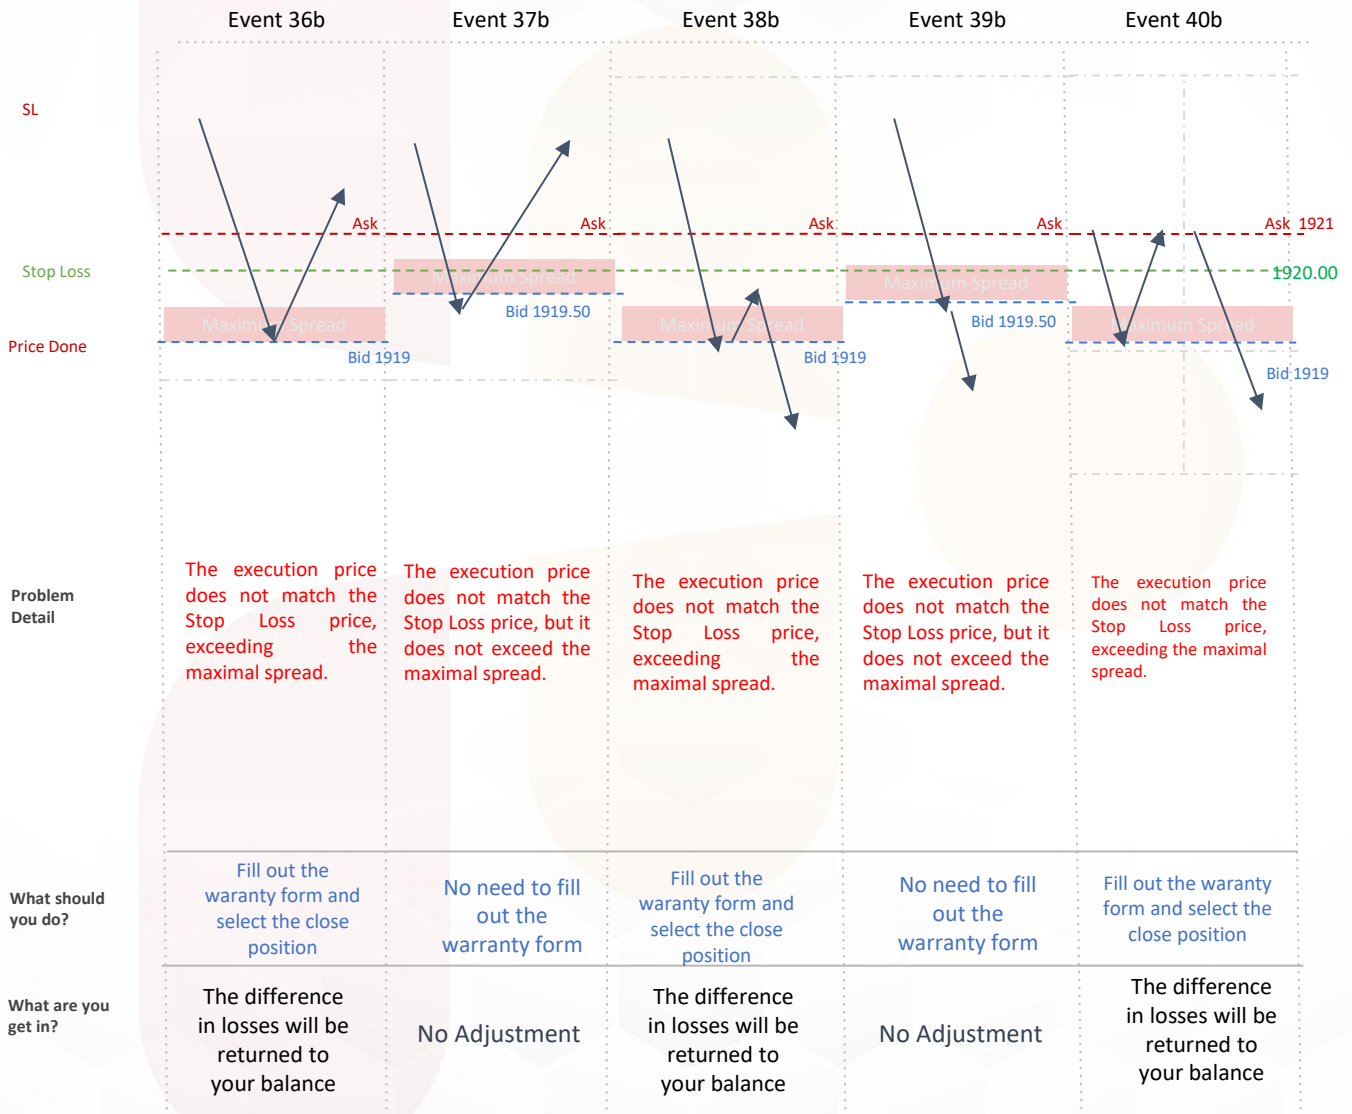 Event 36b
Event 37b
Event 38b
Event 39b
Event 40b
SL
Ask
Ask
Ask
Ask
Ask 1921
Stop Loss
Maximum Spread
Maximum Spread
1920.00
Bid 1919.50
Bid 1919.50
Maximum Spread
Maximum Spread
Maximum Spread
Price Done
Bid 1919
Bid 1919
Bid 1919
Problem
Detail
The execution price
does not match the
Stop Loss price,
exceeding the
maximal spread.
The execution price
does not match the
Stop Loss price, but it
does not exceed the
maximal spread.
The execution price
does not match the
Stop Loss price,
exceeding the
maximal spread.
The execution price
does not match the
Stop Loss price, but it
does not exceed the
maximal spread.
The execution price
does not match the
Stop Loss price,
exceeding the maximal
spread.
What should
you do?
Fill out the
waranty form and
select the close
position
No need to fill
out the
warranty form
Fill out the
waranty form and
select the close
position
No need to fill
out the
warranty form
Fill out the waranty
form and select the
close position
What are you
get in?
The difference
in losses will be
returned to
your balance
No Adjustment
The difference
in losses will be
returned to
your balance
No Adjustment
The difference
in losses will be
returned to
your balance